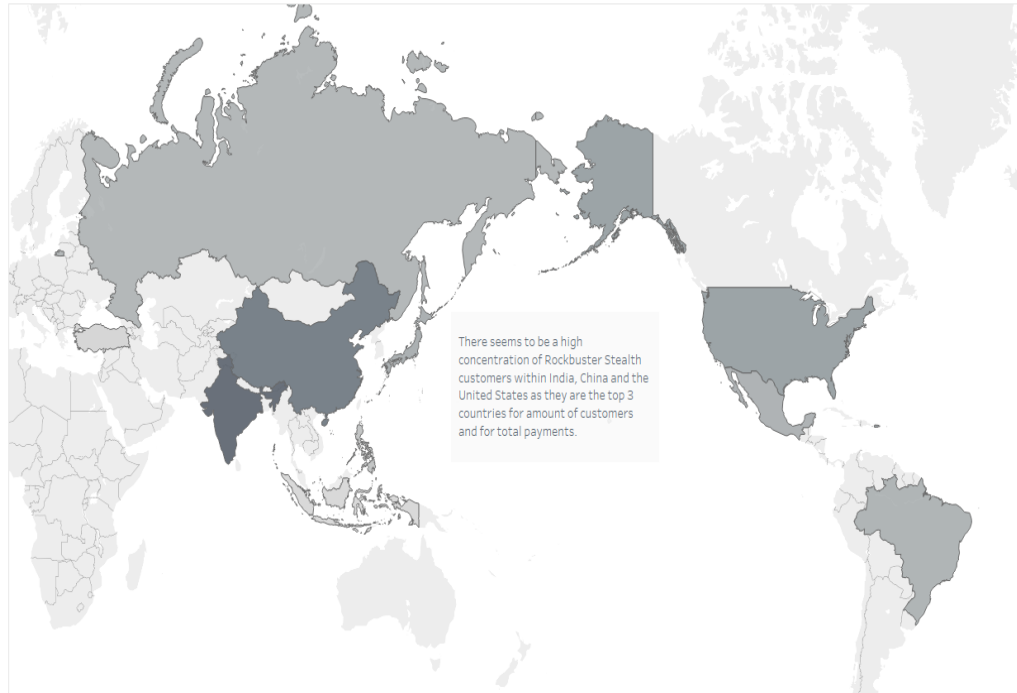 There seems to be a high
concentration of Rockbuster Stealth
customers within India, China and the
United States as they are the top 3
countries for amount of customers
and for total payments.